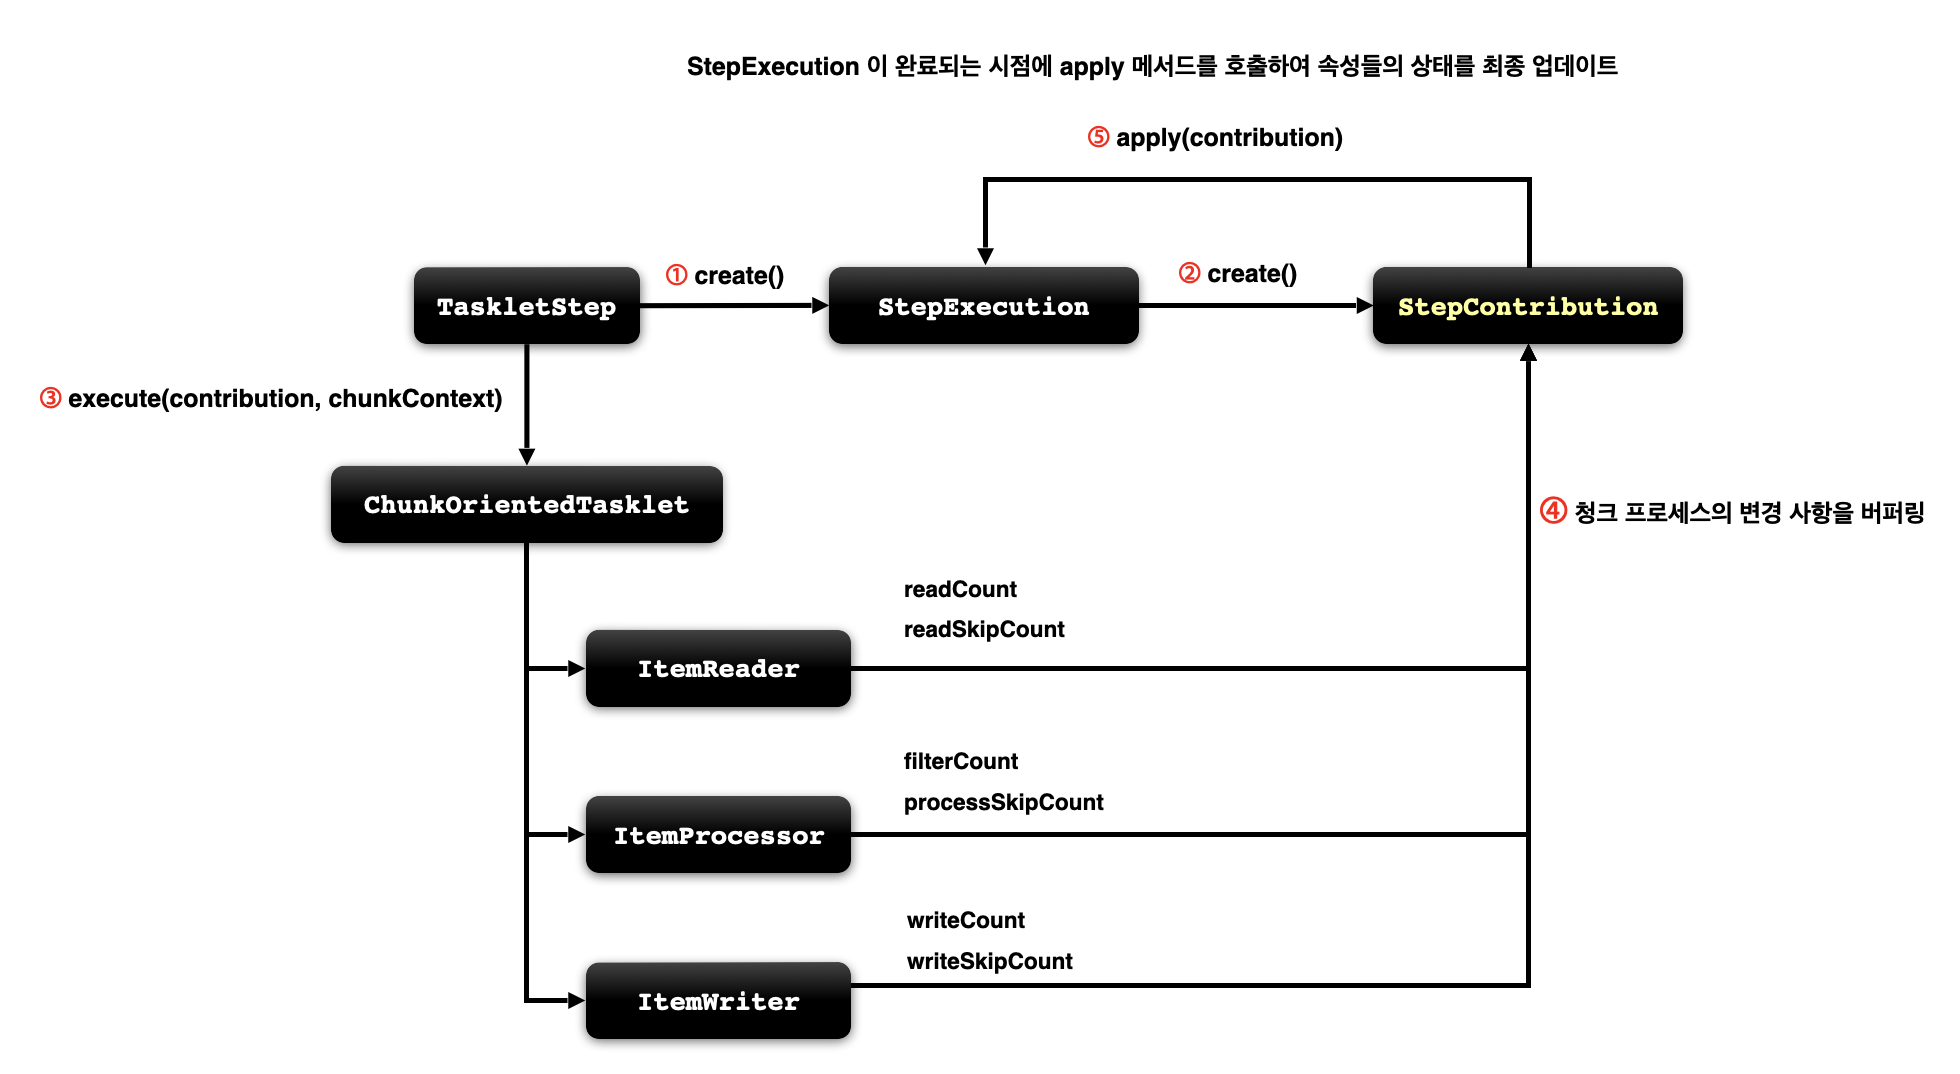 StepExecution 이 완료되는 시점에 apply 메서드를 호출하여 속성들의 상태를 최종 업데이트
⑤ apply(contribution)
① create()
② create()
TaskletStep
StepExecution
StepContribution
③ execute(contribution, chunkContext)
ChunkOrientedTasklet
④ 청크 프로세스의 변경 사항을 버퍼링
readCount
readSkipCount
ItemReader
filterCount
processSkipCount
ItemProcessor
writeCount
writeSkipCount
ItemWriter